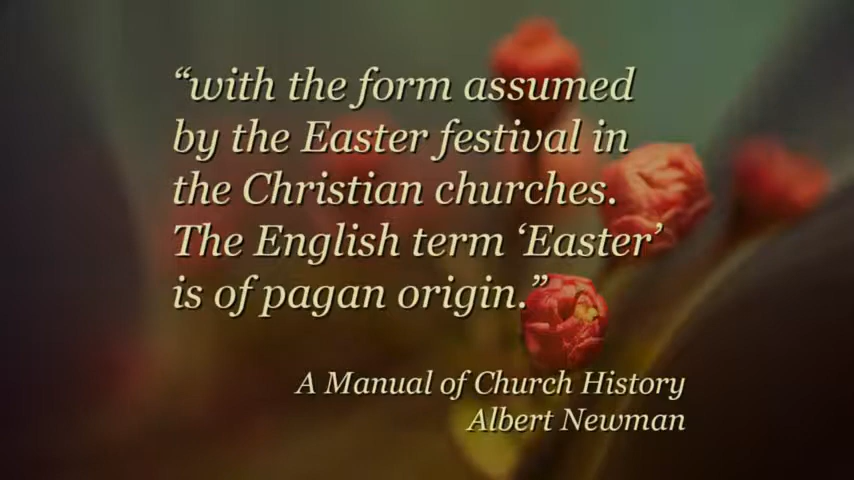 “with the form assumed
by the Easter festival in
the Christian churches.
The English term ‘Easter’
is of pagan origin.”
A Manual of Church History
Albert Newman